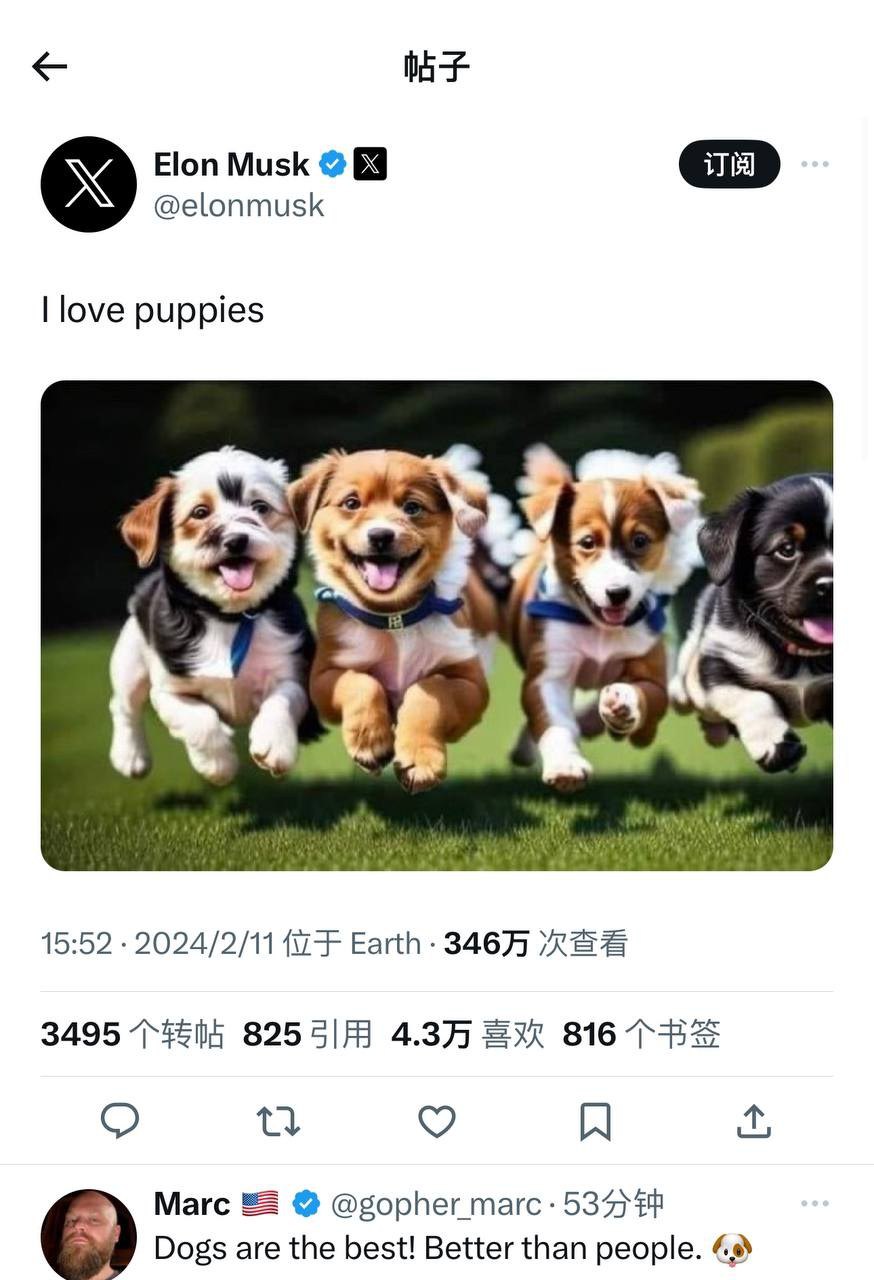 帖子
Elon Musk
订阅
@elonmusk
I love puppies
15:52 · 2024/2/11 位于 Earth · 346万 次查看
3495 个转帖 825 引用 4.3万 喜欢 816 个书签
Marc 🇺🇸 @gopher_marc · 53分钟
Dogs are the best! Better than people. 🐶